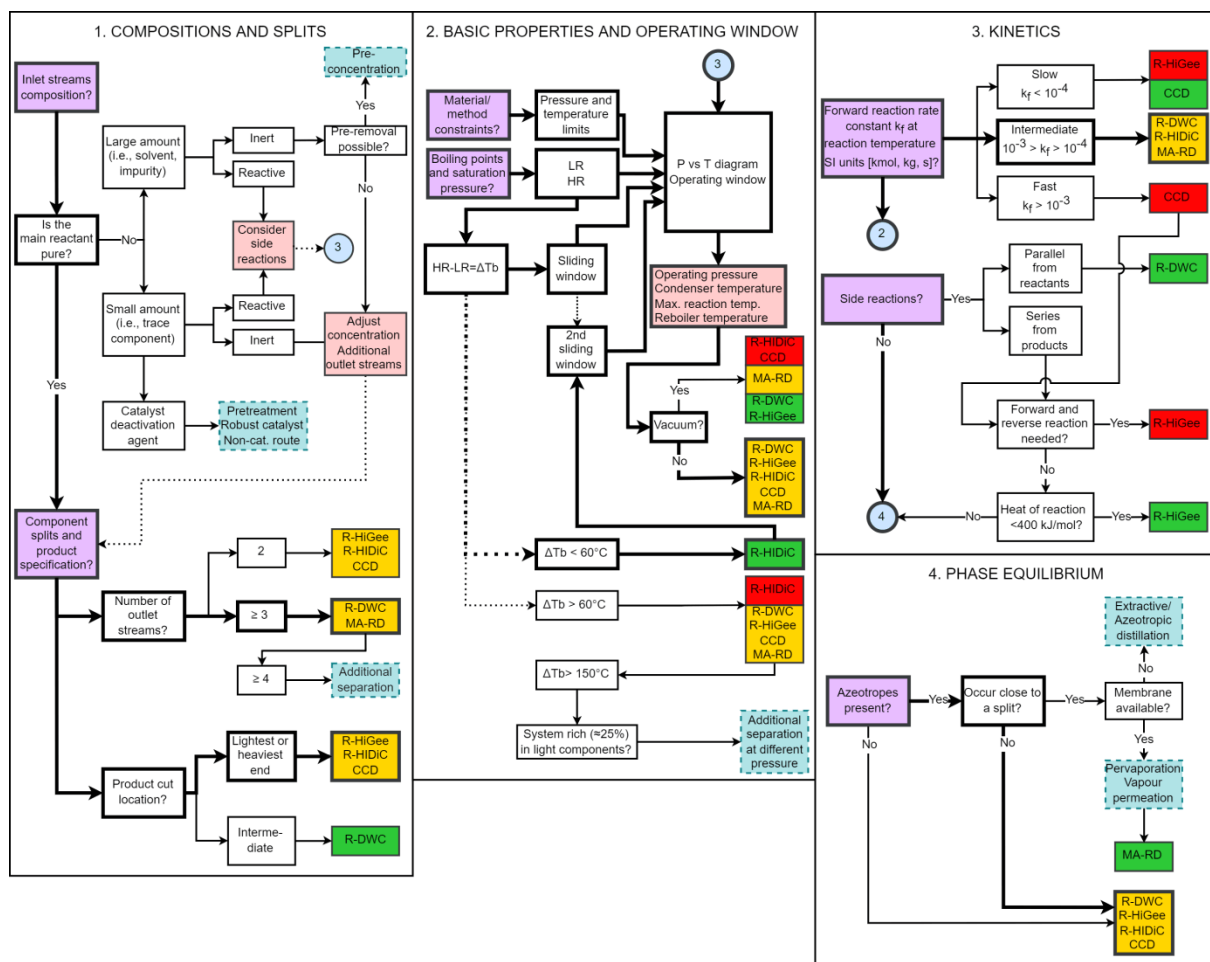 1. COMPOSITIONS AND SPLITS
Inlet streams
composition?
Pre-
concentration
Yes
Large amount
(i.e., solvent,
impurity)
Inert
Pre-removal
possible?
Reactive
No
Is the
main reactant
pure?
No
Consider
side
reactions
3
Small amount
(i.e., trace
component)
Reactive
Inert
Adjust
concentration
Additional
outlet streams
Yes
Catalyst
deactivation
agent
Pretreatment
Robust catalyst
Non-cat. route
Component
splits and
product
specification?
2
R-HiGee
R-HIDiC
CCD
Number of
outlet
streams?
≥ 3
R-DWC
MA-RD
≥ 4
Additional
separation
Product cut
location?
Lightest or
heaviest
end
R-HiGee
R-HIDiC
CCD
Interme-
diate
R-DWC
2. BASIC PROPERTIES AND OPERATING WINDOW
3
Material/
method
constraints?
Pressure and
temperature
limits
Boiling points
and saturation
pressure?
LR
HR
P vs T diagram
Operating window
HR-LR=ΔTb
Sliding
window
2nd
sliding
window
Operating pressure
Condenser temperature
Max. reaction temp.
Reboiler temperature
Vacuum?
Yes
R-HIDiC
CCD
MA-RD
R-DWC
R-HiGee
No
R-DWC
R-HiGee
R-HIDiC
CCD
MA-RD
ΔTb < 60°C
R-HIDiC
ΔTb > 60°C
R-HIDiC
R-DWC
R-HiGee
CCD
MA-RD
ΔTb> 150°C
System rich (≈25%)
in light components?
Additional
separation
at different
pressure
3. KINETICS
Forward reaction rate
constant kf at
reaction temperature
SI units [kmol, kg, s]?
Slow
kf < 10⁻⁴
R-HiGee
CCD
Intermediate
10⁻³ > kf > 10⁻⁴
R-DWC
R-HIDiC
MA-RD
Fast
kf > 10⁻³
CCD
2
Side reactions?
Yes
Parallel
from
reactants
R-DWC
Series
from
products
No
Forward and
reverse reaction
needed?
Yes
R-HiGee
No
4
No
Heat of reaction
<400 kJ/mol?
Yes
R-HiGee
4. PHASE EQUILIBRIUM
Extractive/
Azeotropic
distillation
No
Azeotropes
present?
Yes
Occur close to
a split?
Yes
Membrane
available?
No
No
Yes
Pervaporation
Vapour
permeation
MA-RD
R-DWC
R-HiGee
R-HIDiC
CCD